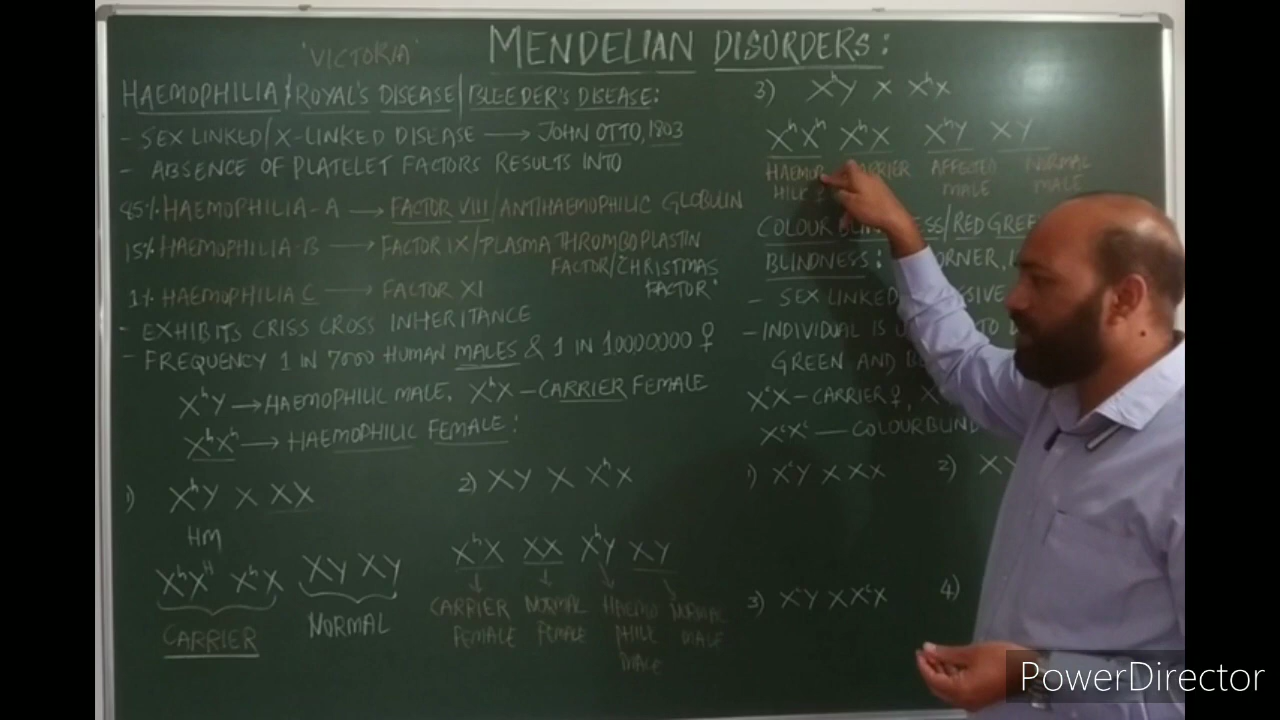 'VICTORIA'
MENDELIAN DISORDERS:
HAEMOPHILIA/ROYAL'S DISEASE/BLEEDER'S DISEASE:
- SEX LINKED/X-LINKED DISEASE → JOHN OTTO, 1803
- ABSENCE OF PLATELET FACTORS RESULTS INTO
85% HAEMOPHILIA-A → FACTOR VIII/ANTIHAEMOPHILIC GLOBULIN
15% HAEMOPHILIA-B → FACTOR IX/PLASMA THROMBOPLASTIN
FACTOR/CHRISTMAS
FACTOR
1% HAEMOPHILIA C → FACTOR XI
- EXHIBITS CRISS CROSS INHERITANCE
- FREQUENCY 1 IN 7000 HUMAN MALES & 1 IN 10000000 ♀
XʰY → HAEMOPHILIC MALE, XʰX - CARRIER FEMALE
XʰXʰ → HAEMOPHILIC FEMALE:
1) XʰY X XX
HM
XʰXᴴ XʰX XY XY
CARRIER NORMAL
2) XY X XʰX
XʰX XX XʰY XY
CARRIER FEMALE
NORMAL FEMALE
HAEMO PHILIC MALE
NORMAL MALE
3) XʰY X XʰX
XʰXʰ XʰX XʰY XY
AFFECTED MALE
NORMAL MALE
COLOUR /RED GREEN
BLINDNESS:
- SEX LINKED
- INDIVIDUAL IS TO
GREEN AND
XᶜX - CARRIER ♀,
XᶜXᶜ - COLOURBLIND
1) XᶜY X XX
2)
3) XᶜY X XᶜX
4)
PowerDirector